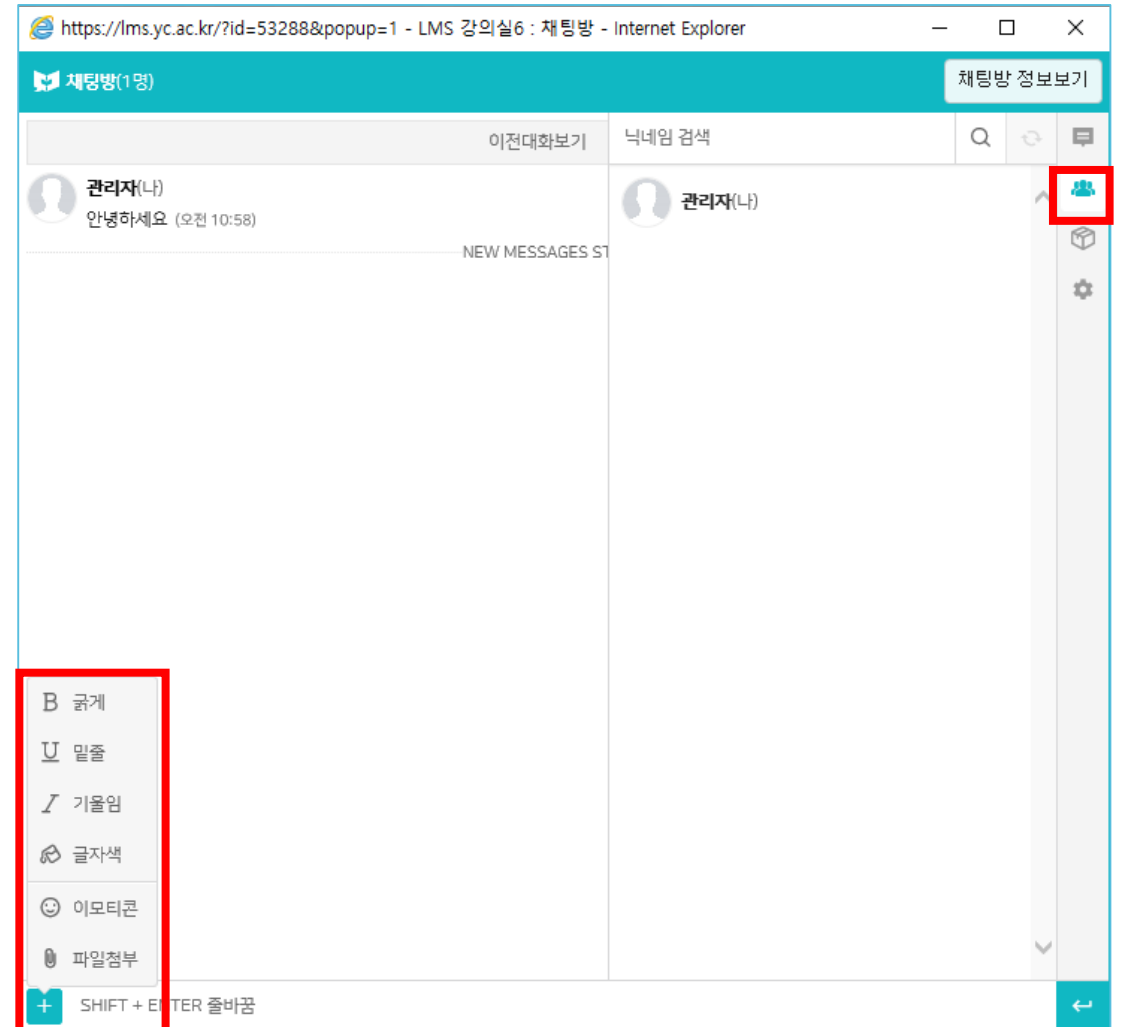 https://lms.yc.ac.kr/?id=53288&popup=1 - LMS 강의실6 : 채팅방 - Internet Explorer
채팅방(1명)
채팅방 정보보기
이전대화보기
닉네임 검색
관리자(나)
안녕하세요 (오전 10:58)
NEW MESSAGES ST
관리자(나)
B 굵게
U 밑줄
I 기울임
글자색
이모티콘
파일첨부
+ SHIFT + ENTER 줄바꿈